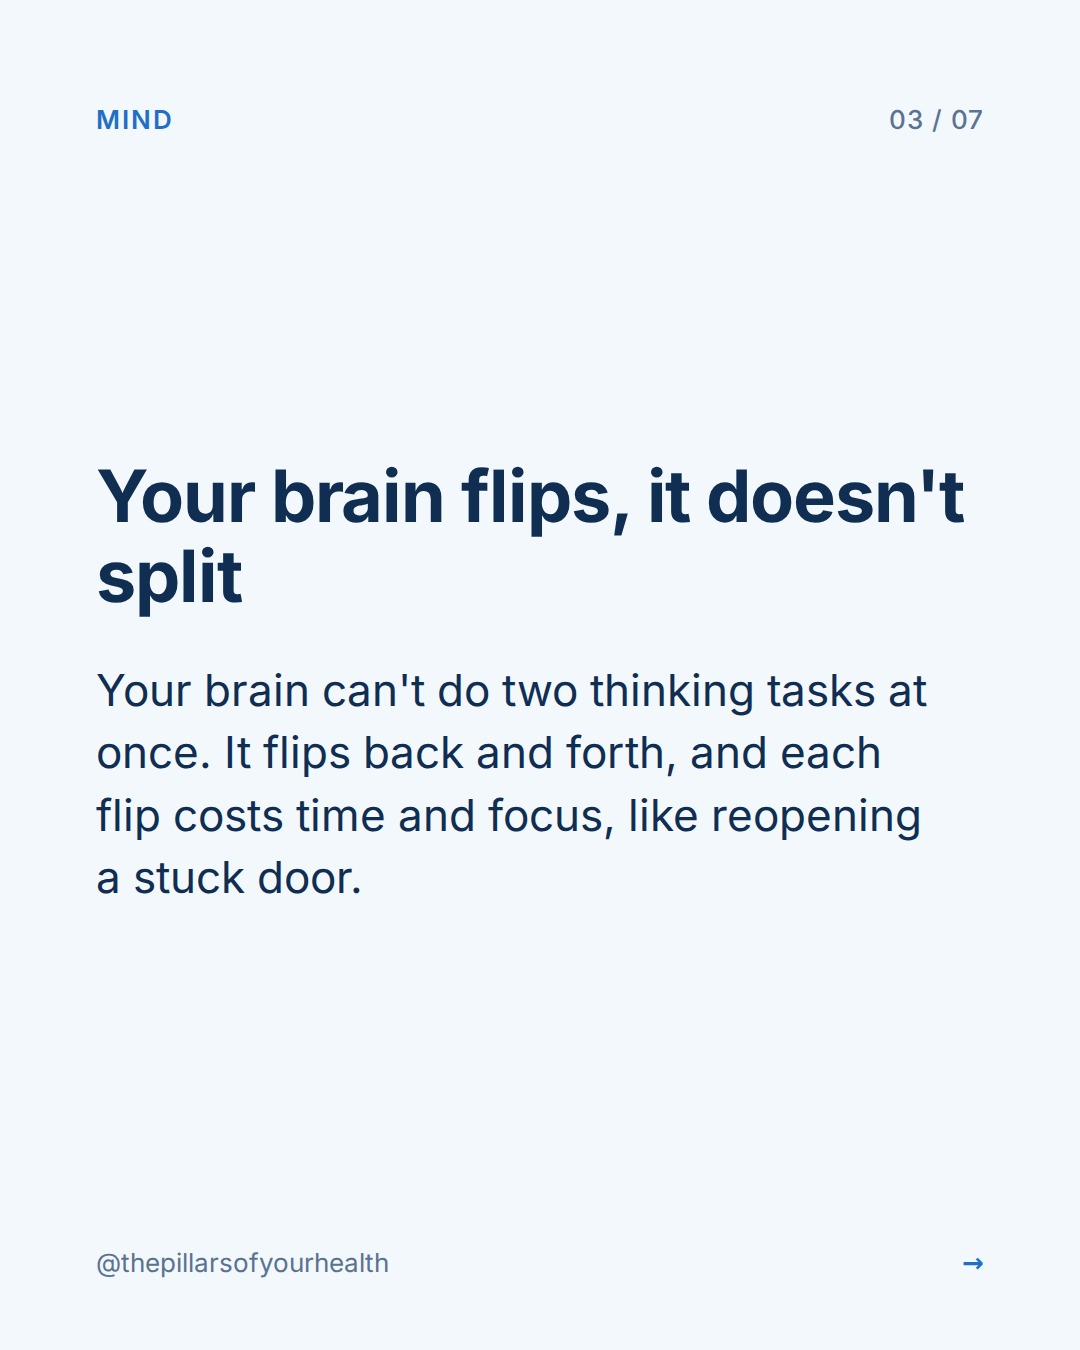 MIND
03 / 07
Your brain flips, it doesn't
split
Your brain can't do two thinking tasks at
once. It flips back and forth, and each
flip costs time and focus, like reopening
a stuck door.
@thepillarsofyourhealth
→